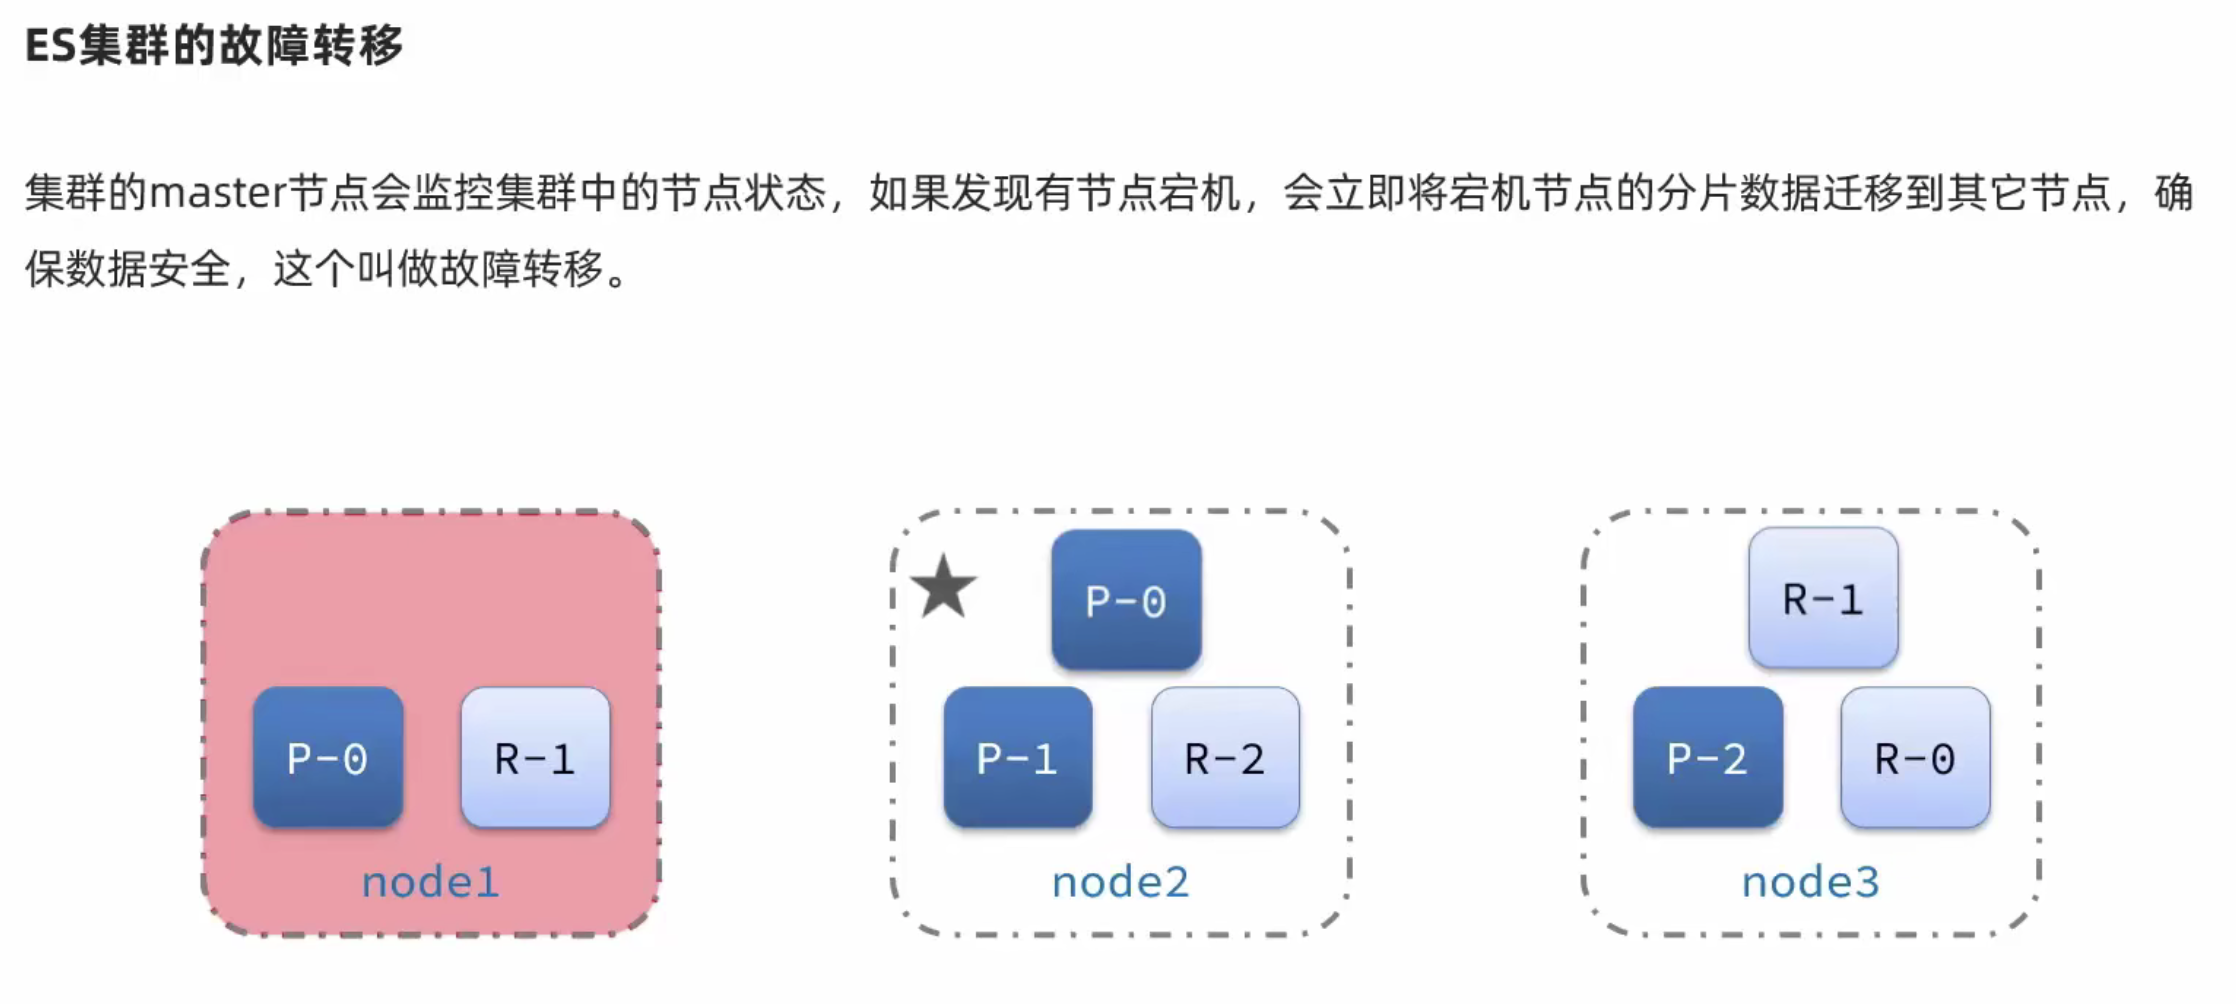 ES集群的故障转移
集群的master节点会监控集群中的节点状态，如果发现有节点宕机，会立即将宕机节点的分片数据迁移到其它节点，确
保数据安全，这个叫做故障转移。
P-0
R-1
node1
P-0
P-1
R-2
node2
R-1
P-2
R-0
node3